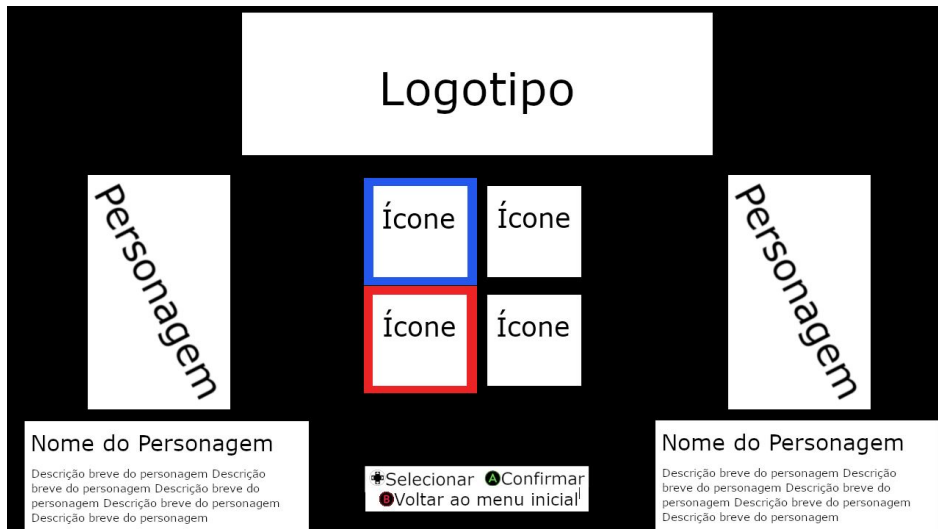 Logotipo
Personagem
Ícone
Ícone
Personagem
Ícone
Ícone
Nome do Personagem
Descrição breve do personagem Descrição
breve do personagem Descrição breve do
personagem Descrição breve do personagem
Descrição breve do personagem
Selecionar A Confirmar
B Voltar ao menu inicial
Nome do Personagem
Descrição breve do personagem Descrição
breve do personagem Descrição breve do
personagem Descrição breve do personagem
Descrição breve do personagem